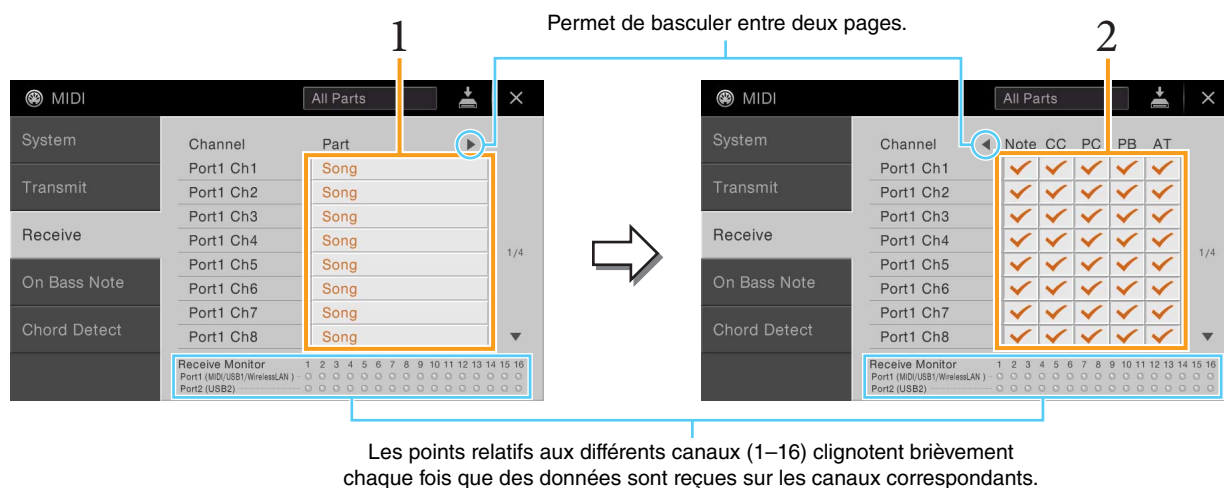 Permet de basculer entre deux pages.
1
2
MIDI
All Parts
System
Transmit
Receive
On Bass Note
Chord Detect
Channel Part
Port1 Ch1 Song
Port1 Ch2 Song
Port1 Ch3 Song
Port1 Ch4 Song
Port1 Ch5 Song
Port1 Ch6 Song
Port1 Ch7 Song
Port1 Ch8 Song
1/4
Receive Monitor 1 2 3 4 5 6 7 8 9 10 11 12 13 14 15 16
Port1 (MIDI/USB1/WirelessLAN )
Port2 (USB2)
MIDI
All Parts
System
Transmit
Receive
On Bass Note
Chord Detect
Channel Note CC PC PB AT
Port1 Ch1
Port1 Ch2
Port1 Ch3
Port1 Ch4
Port1 Ch5
Port1 Ch6
Port1 Ch7
Port1 Ch8
1/4
Receive Monitor 1 2 3 4 5 6 7 8 9 10 11 12 13 14 15 16
Port1 (MIDI/USB1/WirelessLAN )
Port2 (USB2)
Les points relatifs aux différents canaux (1–16) clignotent brièvement
chaque fois que des données sont reçues sur les canaux correspondants.